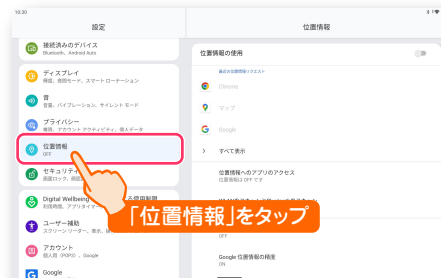 10:30
設定
位置情報
接続済みのデバイス
Bluetooth、Android Auto
ディスプレイ
輝度、夜間モード、スマート ローテーション
音
音量、バイブレーション、サイレント モード
プライバシー
権限、アカウント アクティビティ、個人データ
位置情報
OFF
セキュリティ
画面ロック、
Digital Wellbeing
利用時間、アプリタイマー
ユーザー補助
スクリーン リーダー、表示、
アカウント
個人用（POP3）、Google
Google
位置情報の使用
最近の位置情報リクエスト
Chrome
マップ
Google
すべて表示
位置情報へのアプリのアクセス
位置情報は OFF です
「位置情報」をタップ
OFF
Google 位置情報の精度
ON